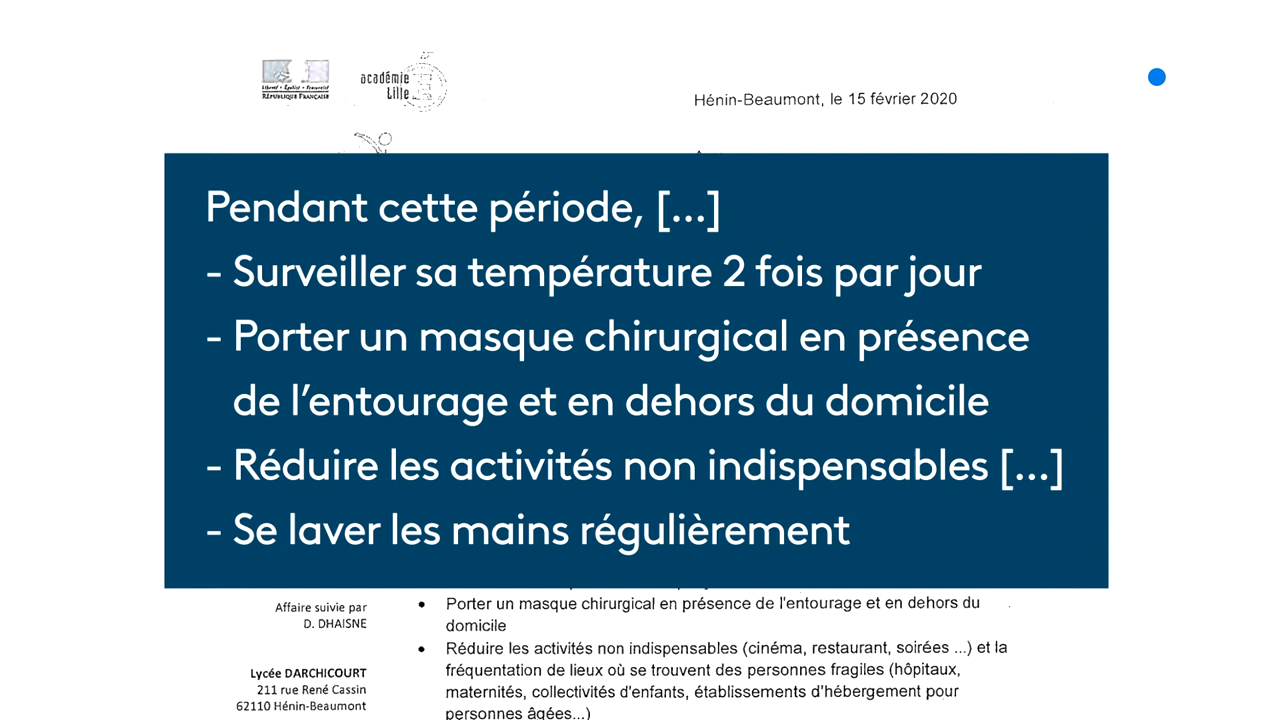 Liberté • Égalité • Fraternité
RÉPUBLIQUE FRANÇAISE
académie
Lille
Hénin-Beaumont, le 15 février 2020
Pendant cette période, [...]
- Surveiller sa température 2 fois par jour
- Porter un masque chirurgical en présence
de l’entourage et en dehors du domicile
- Réduire les activités non indispensables [...]
- Se laver les mains régulièrement
Affaire suivie par
D. DHAISNE
Lycée DARCHICOURT
211 rue René Cassin
62110 Hénin-Beaumont
• Porter un masque chirurgical en présence de l'entourage et en dehors du
domicile
• Réduire les activités non indispensables (cinéma, restaurant, soirées ...) et la
fréquentation de lieux où se trouvent des personnes fragiles (hôpitaux,
maternités, collectivités d'enfants, établissements d'hébergement pour
personnes âgées...)